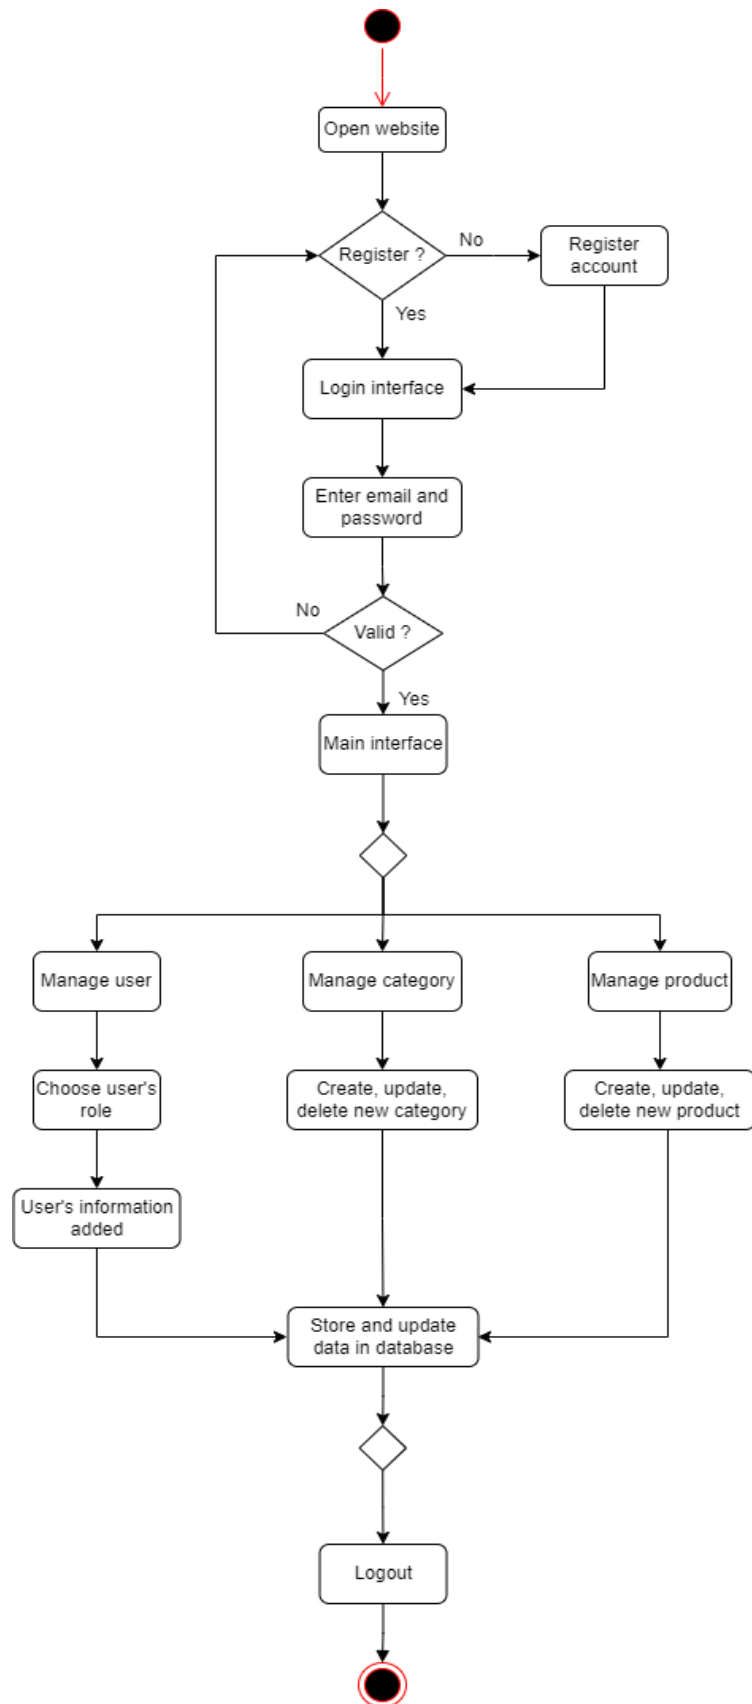 Open website
Register ?
No
Register
account
Yes
Login interface
Enter email and
password
No
Valid ?
Yes
Main interface
Manage user
Manage category
Manage product
Choose user's
role
Create, update,
delete new category
Create, update,
delete new product
User's information
added
Store and update
data in database
Logout